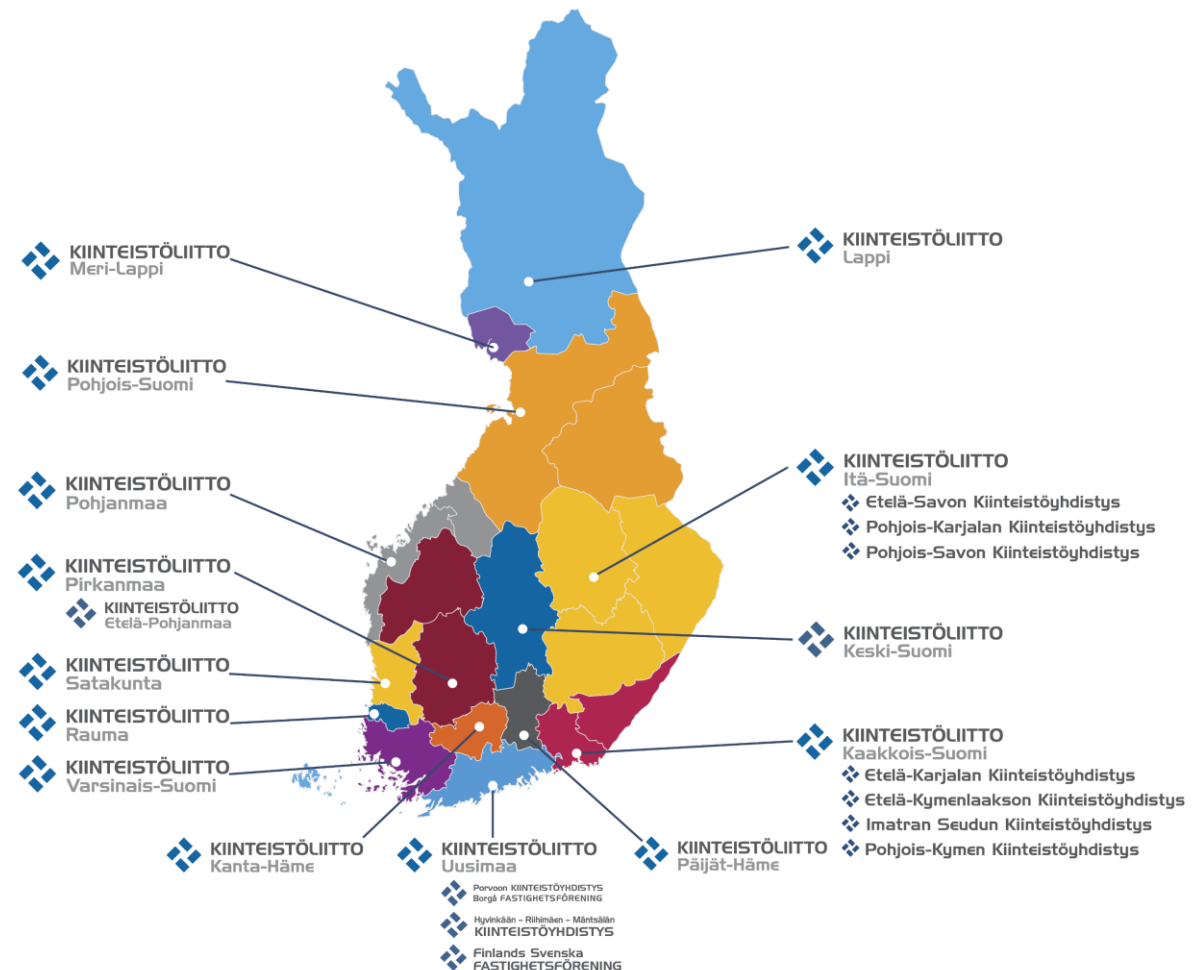 KIINTEISTÖLIITTO
Meri-Lappi
KIINTEISTÖLIITTO
Pohjois-Suomi
KIINTEISTÖLIITTO
Pohjanmaa
KIINTEISTÖLIITTO
Pirkanmaa
KIINTEISTÖLIITTO
Etelä-Pohjanmaa
KIINTEISTÖLIITTO
Satakunta
KIINTEISTÖLIITTO
Rauma
KIINTEISTÖLIITTO
Varsinais-Suomi
KIINTEISTÖLIITTO
Kanta-Häme
KIINTEISTÖLIITTO
Uusimaa
Porvoon KIINTEISTÖYHDISTYS
Borgå FASTIGHETSFÖRENING
Hyvinkään – Riihimäen – Mäntsälän
KIINTEISTÖYHDISTYS
Finlands Svenska
FASTIGHETSFÖRENING
KIINTEISTÖLIITTO
Päijät-Häme
KIINTEISTÖLIITTO
Lappi
KIINTEISTÖLIITTO
Itä-Suomi
Etelä-Savon Kiinteistöyhdistys
Pohjois-Karjalan Kiinteistöyhdistys
Pohjois-Savon Kiinteistöyhdistys
KIINTEISTÖLIITTO
Keski-Suomi
KIINTEISTÖLIITTO
Kaakkois-Suomi
Etelä-Karjalan Kiinteistöyhdistys
Etelä-Kymenlaakson Kiinteistöyhdistys
Imatran Seudun Kiinteistöyhdistys
Pohjois-Kymen Kiinteistöyhdistys